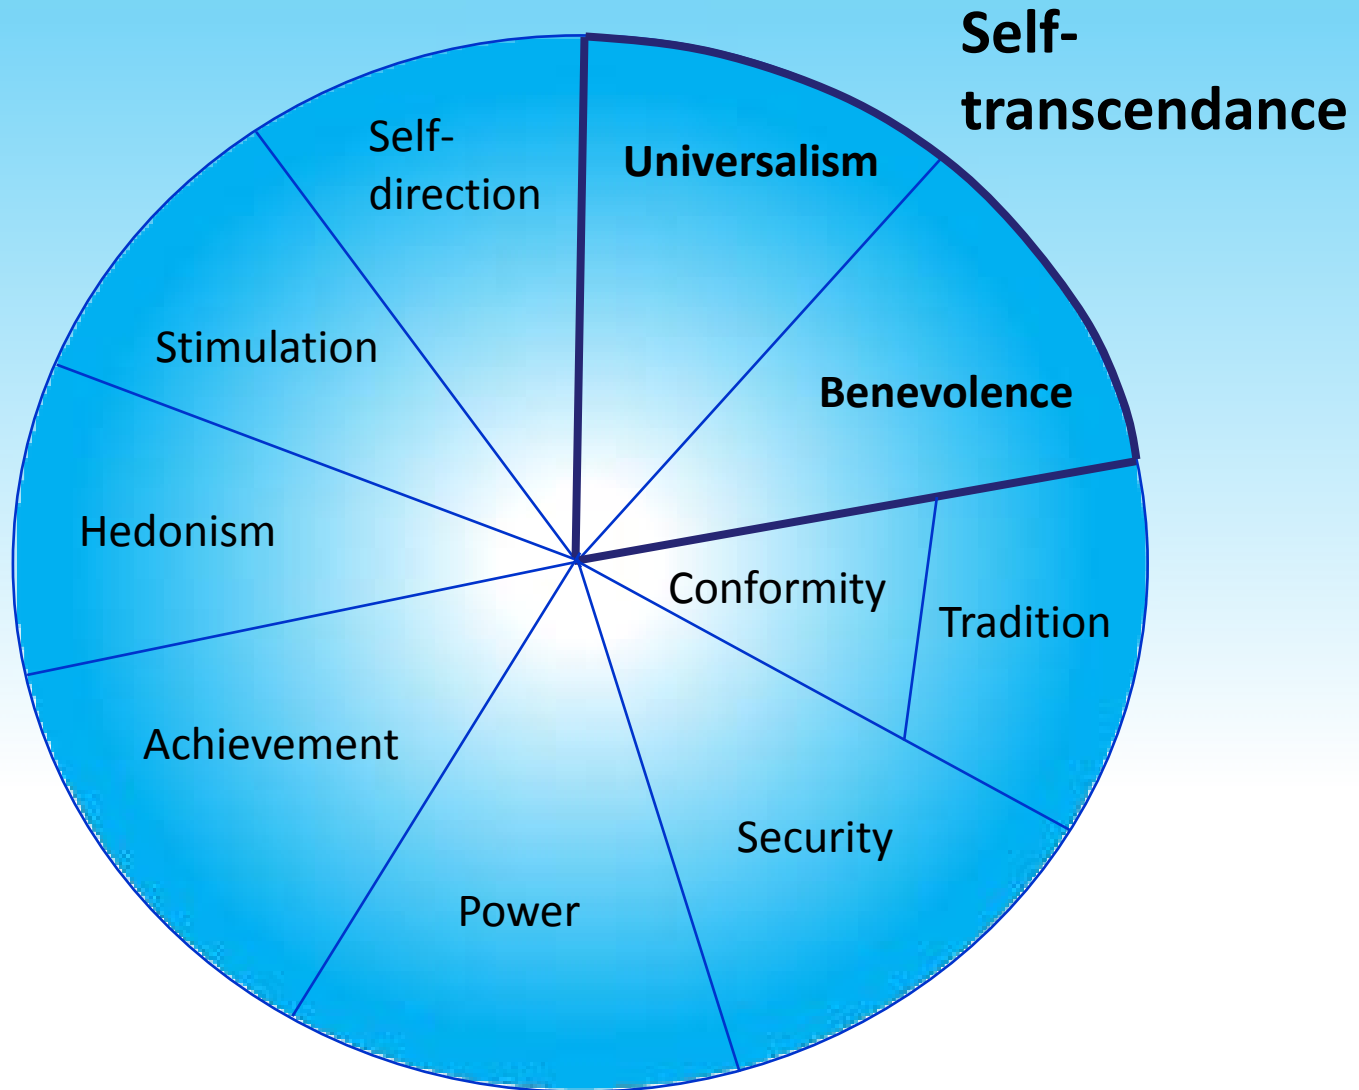 Self-
transcendance
Self-
direction
Universalism
Stimulation
Benevolence
Hedonism
Conformity
Tradition
Achievement
Security
Power